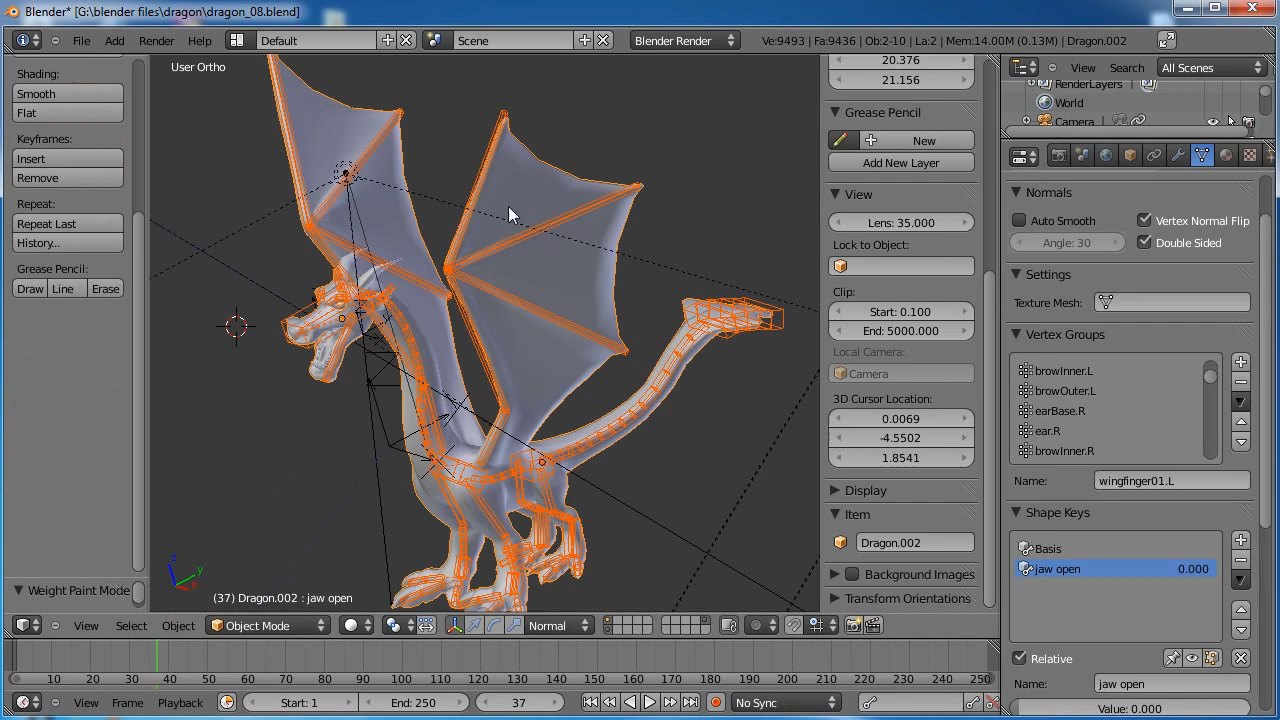 Blender* [G:\blender files\dragon\dragon_08.blend]
File Add Render Help Default Scene Blender Render Ve:9493 | Fa:9436 | Ob:2-10 | La:2 | Mem:14.00M (0.13M) | Dragon.002
Shading:
Smooth
Flat
Keyframes:
Insert
Remove
Repeat:
Repeat Last
History...
Grease Pencil:
Draw Line Erase
Weight Paint Mode
User Ortho
(37) Dragon.002 : jaw open
20.376
21.156
Grease Pencil
New
Add New Layer
View
Lens: 35.000
Lock to Object:
Clip:
Start: 0.100
End: 5000.000
Local Camera:
Camera
3D Cursor Location:
0.0069
-4.5502
1.8541
Display
Item
Dragon.002
Background Images
Transform Orientations
View Search All Scenes
RenderLayers
World
Camera
Normals
Auto Smooth Vertex Normal Flip
Angle: 30 Double Sided
Settings
Texture Mesh:
Vertex Groups
browInner.L
browOuter.L
earBase.R
ear.R
browInner.R
Name: wingfinger01.L
Shape Keys
Basis
jaw open 0.000
Relative
Name: jaw open
Value: 0.000
View Select Object Object Mode Normal
10 20 30 40 50 60 70 80 90 100 110 120 130 140 150 160 170 180 190 200 210 220 230 240 250
View Frame Playback Start: 1 End: 250 37 No Sync